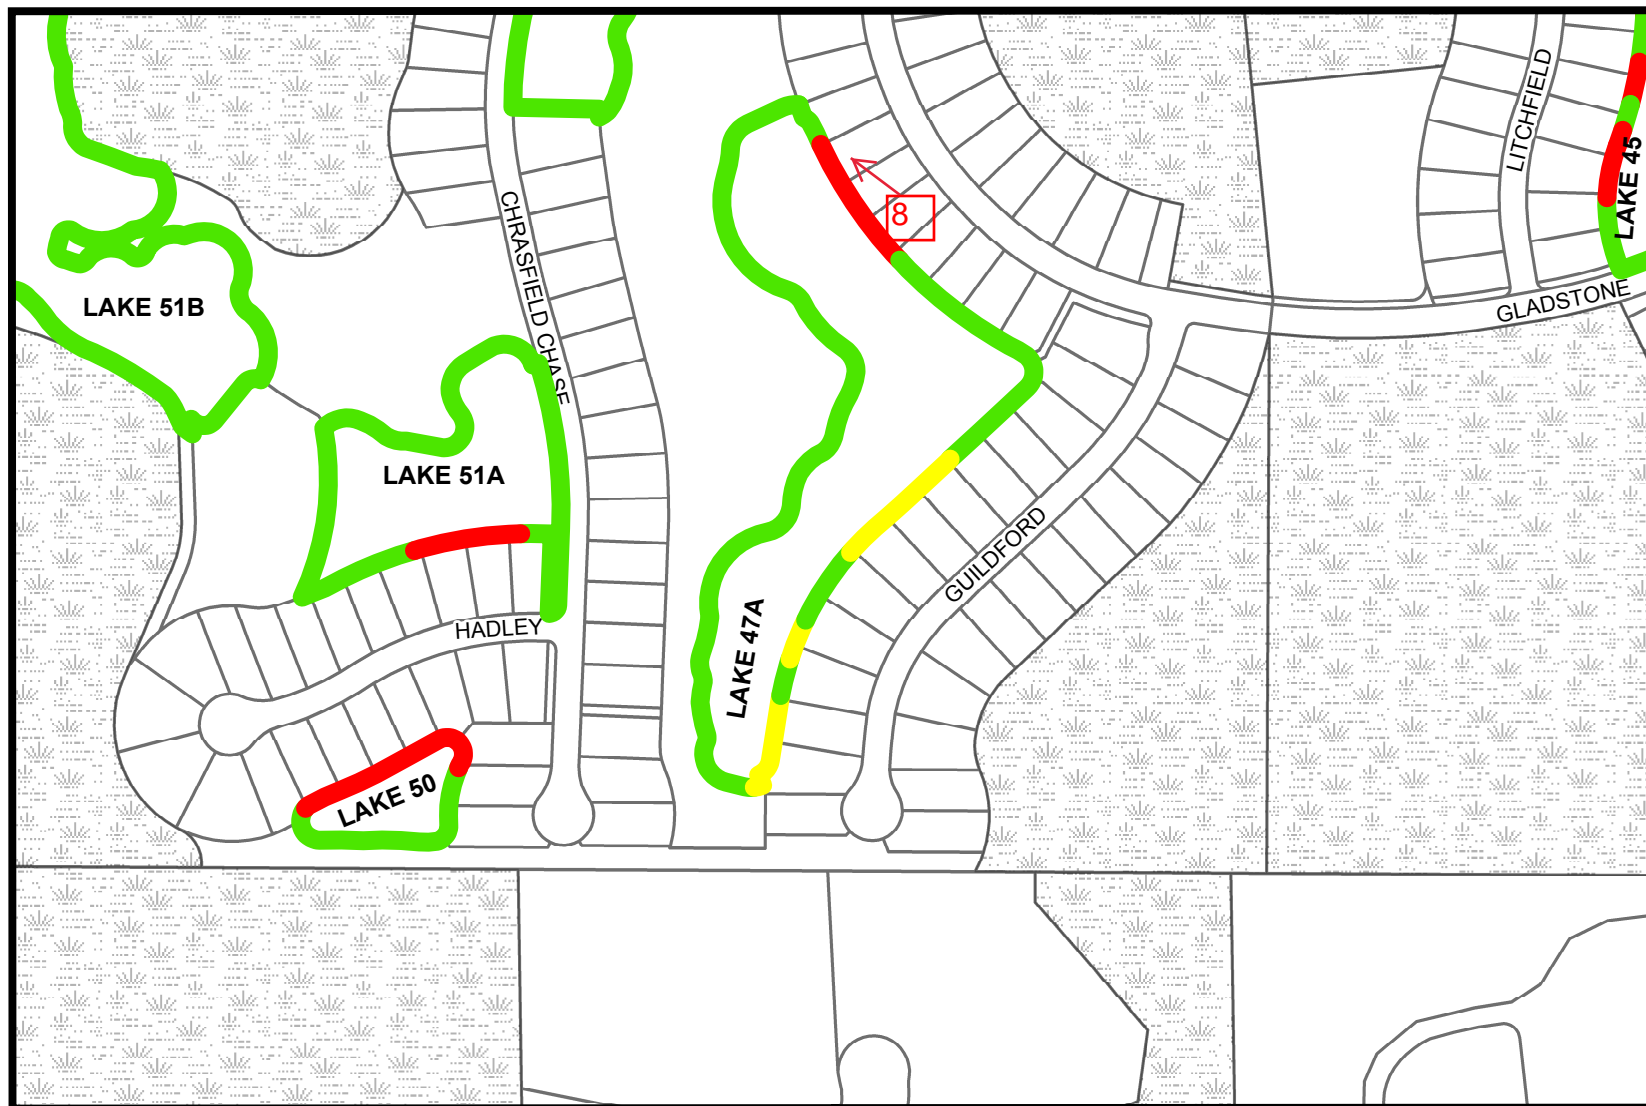 LITCHFIELD
LAKE 45
8
CHRASFIELD CHASE
LAKE 51B
GLADSTONE
LAKE 51A
GUILDFORD
HADLEY
LAKE 47A
LAKE 50